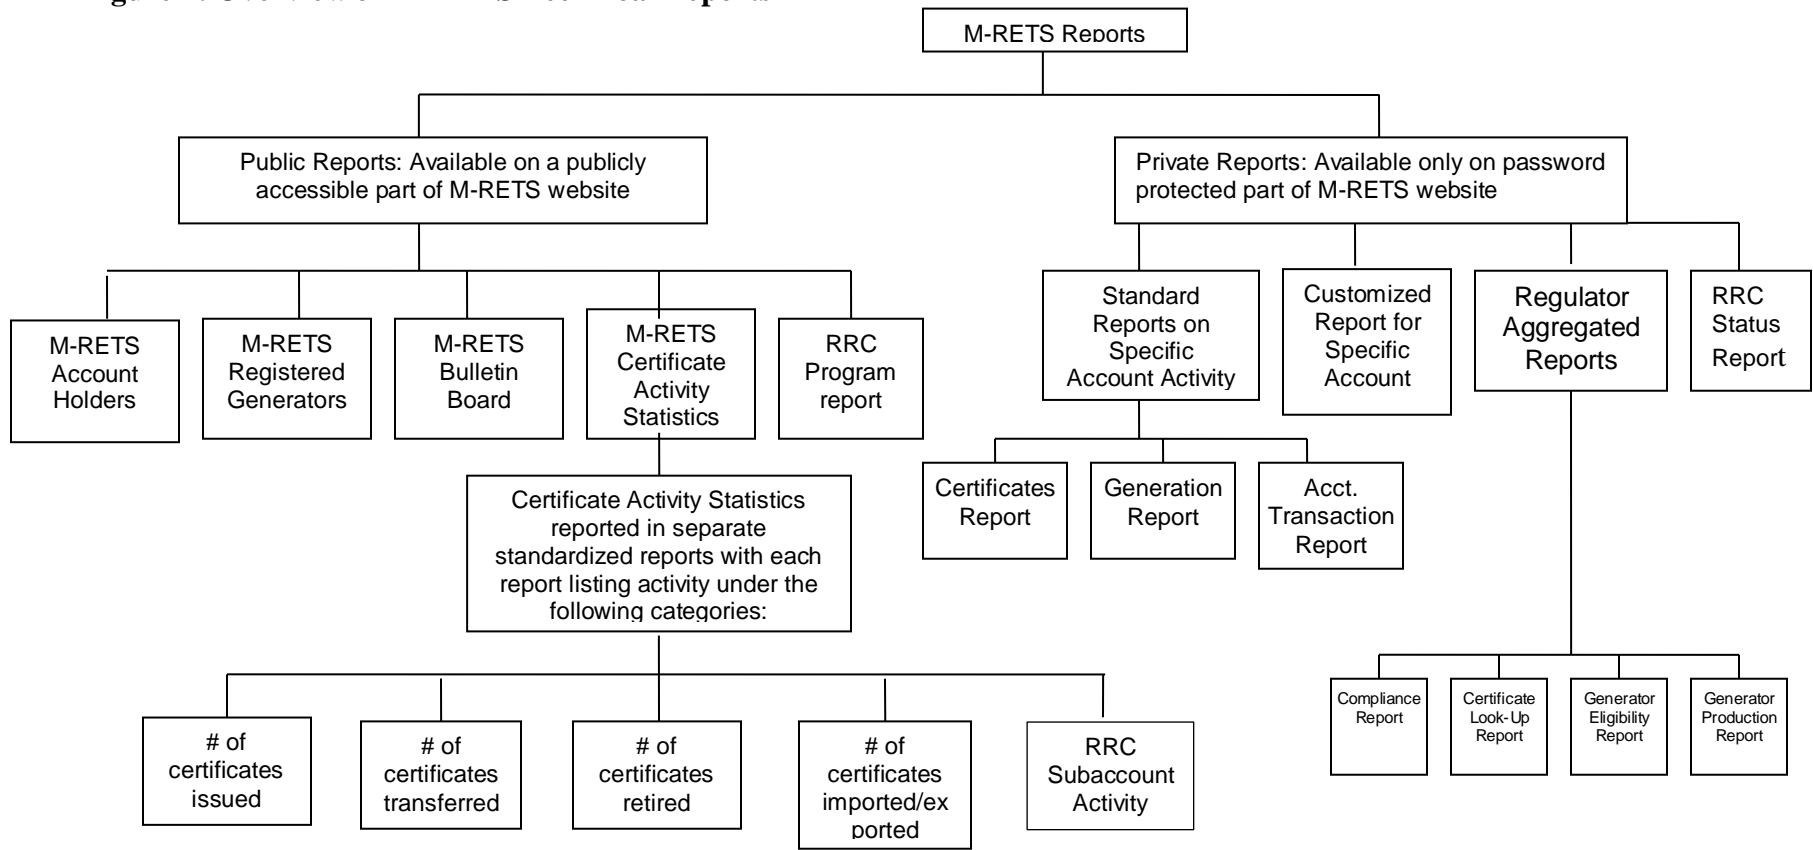 M-RETS Reports
Public Reports: Available on a publicly
accessible part of M-RETS website
Private Reports: Available only on password
protected part of M-RETS website
M-RETS
Account
Holders
M-RETS
Registered
Generators
M-RETS
Bulletin
Board
M-RETS
Certificate
Activity
Statistics
RRC
Program
report
Standard
Reports on
Specific
Account Activity
Customized
Report for
Specific
Account
Regulator
Aggregated
Reports
RRC
Status
Report
Certificates
Report
Generation
Report
Acct.
Transaction
Report
Certificate Activity Statistics
reported in separate
standardized reports with each
report listing activity under the
following categories:
# of
certificates
issued
# of
certificates
transferred
# of
certificates
retired
# of
certificates
imported/ex
ported
RRC
Subaccount
Activity
Compliance
Report
Certificate
Look-Up
Report
Generator
Eligibility
Report
Generator
Production
Report